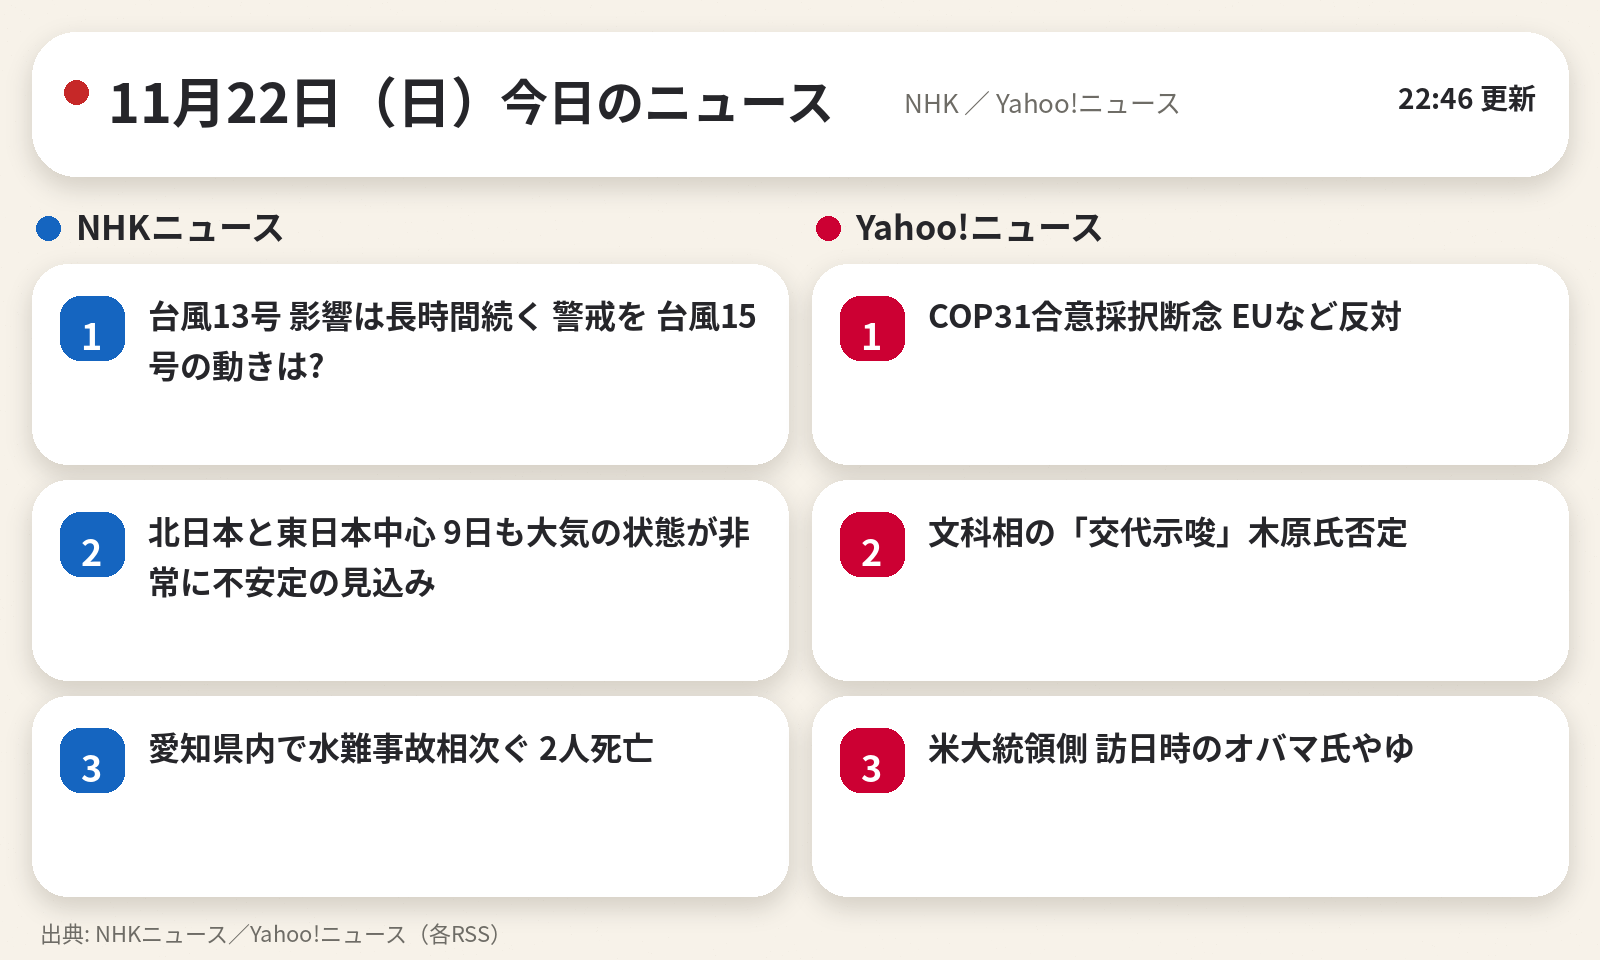 11月22日（日）今日のニュース
NHK ／ Yahoo!ニュース
22:46 更新
NHKニュース
1
台風13号 影響は長時間続く 警戒を 台風15
号の動きは?
2
北日本と東日本中心 9日も大気の状態が非
常に不安定の見込み
3
愛知県内で水難事故相次ぐ 2人死亡
Yahoo!ニュース
1
COP31合意採択断念 EUなど反対
2
文科相の「交代示唆」木原氏否定
3
米大統領側 訪日時のオバマ氏やゆ
出典: NHKニュース／Yahoo!ニュース（各RSS）